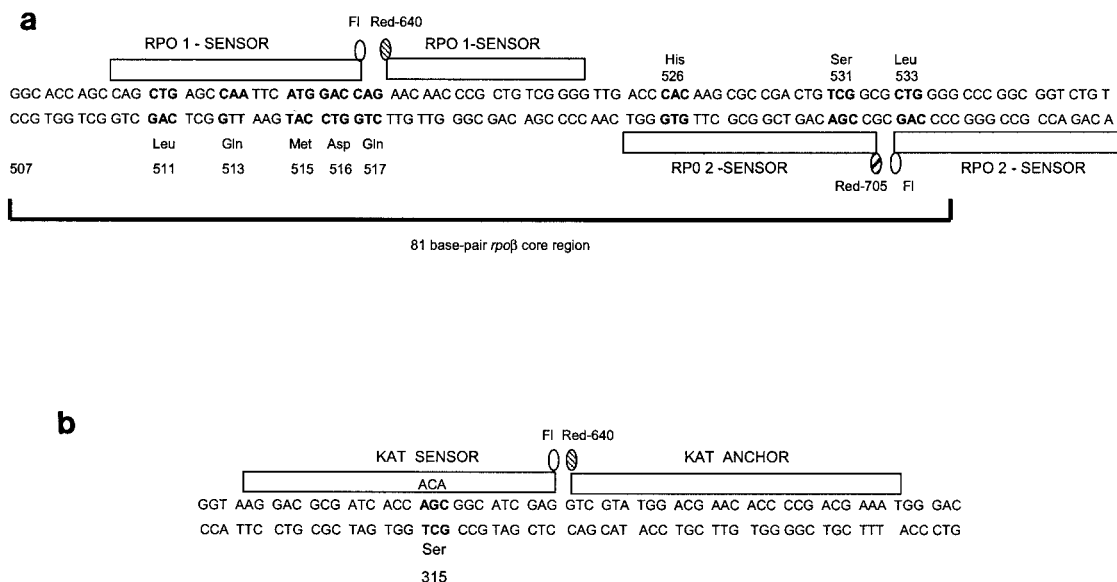 a
Fl Red-640
RPO 1 - SENSOR RPO 1-SENSOR
His Ser Leu
526 531 533
GGC ACC AGC CAG CTG AGC CAA TTC ATG GAC CAG AAC AAC CCG CTG TCG GGG TTG ACC CAC AAG CGC CGA CTG TCG GCG CTG GGG CCC GGC GGT CTG T
CCG TGG TCG GTC GAC TCG GTT AAG TAC CTG GTC TTG TTG GGC GAC AGC CCC AAC TGG GTG TTC GCG GCT GAC AGC CGC GAC CCC GGG CCG CCA GAC A
Leu Gln Met Asp Gln
507 511 513 515 516 517
RP0 2 -SENSOR RPO 2 - SENSOR
Red-705 Fl
81 base-pair rpoβ core region
b
Fl Red-640
KAT SENSOR KAT ANCHOR
ACA
GGT AAG GAC GCG ATC ACC AGC GGC ATC GAG GTC GTA TGG ACG AAC ACC CCG ACG AAA TGG GAC
CCA TTC CTG CGC TAG TGG TCG CCG TAG CTC CAG CAT ACC TGC TTG TGG GGC TGC TTT ACC CTG
Ser
315